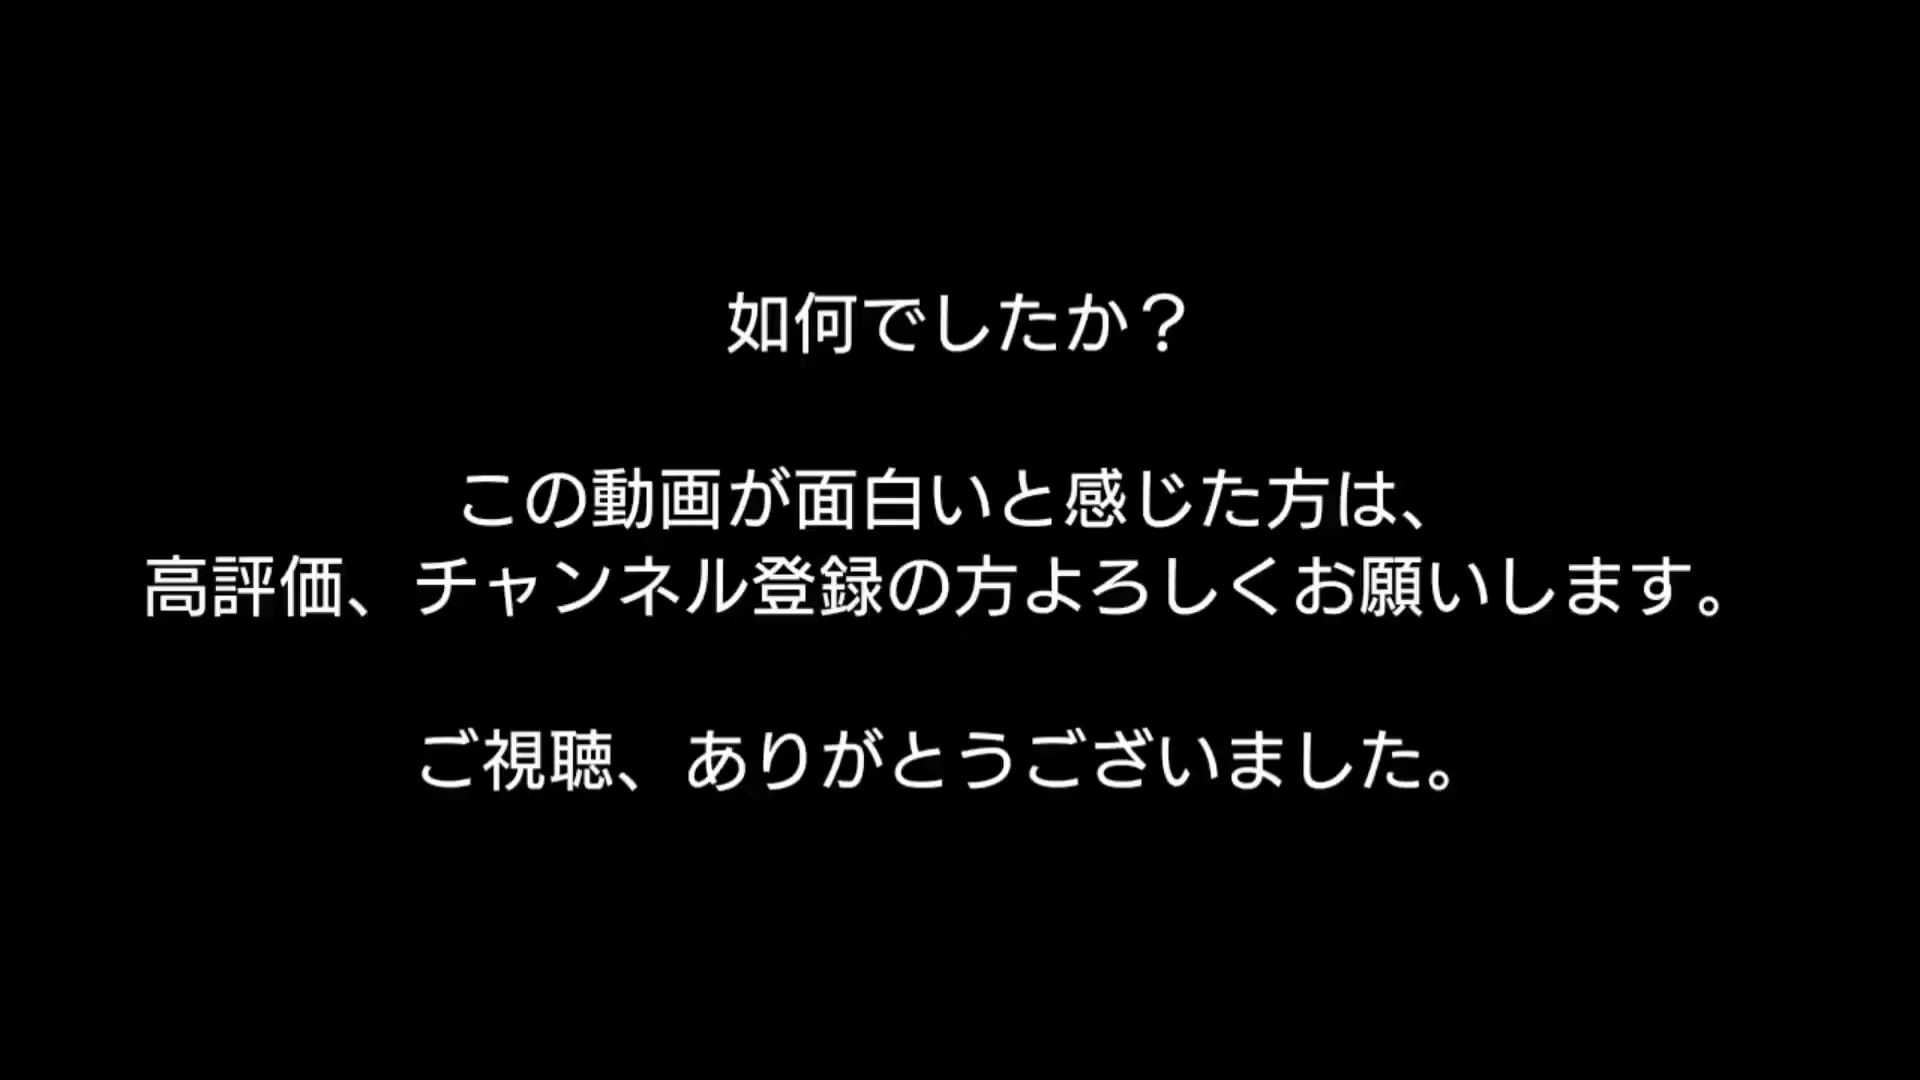 如何でしたか？
この動画が面白いと感じた方は、
高評価、チャンネル登録の方よろしくお願いします。
ご視聴、ありがとうございました。